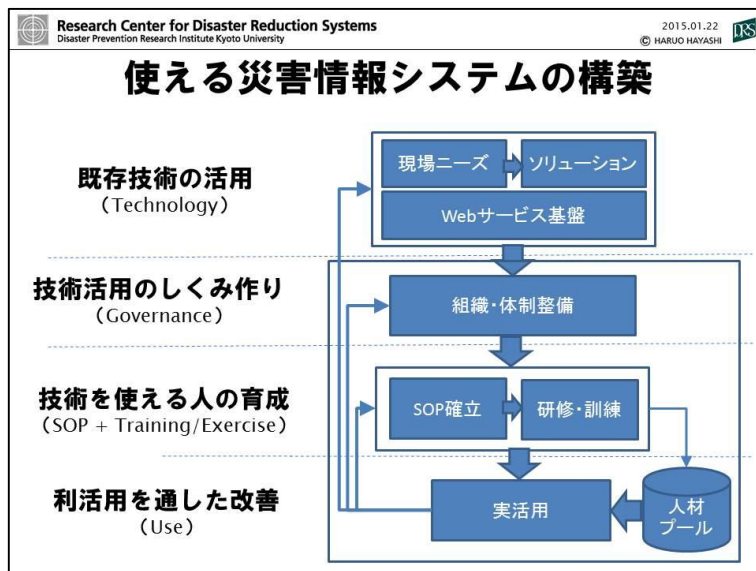 Research Center for Disaster Reduction Systems
Disaster Prevention Research Institute Kyoto University
2015.01.22
© HARUO HAYASHI
DRS
使える災害情報システムの構築
既存技術の活用
(Technology)
現場ニーズ
ソリューション
Webサービス基盤
技術活用のしくみ作り
(Governance)
組織・体制整備
技術を使える人の育成
(SOP + Training/Exercise)
SOP確立
研修・訓練
利活用を通した改善
(Use)
実活用
人材
プール